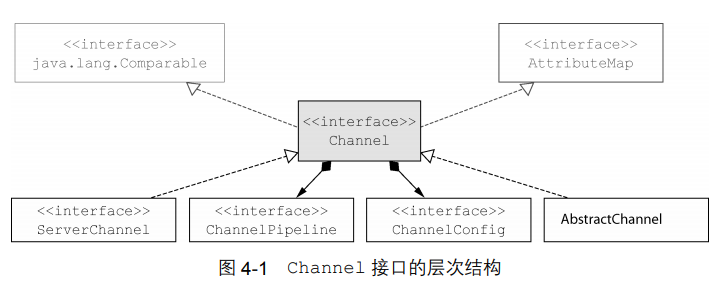 <<interface>>
java.lang.Comparable
<<interface>>
AttributeMap
<<interface>>
Channel
<<interface>>
ServerChannel
<<interface>>
ChannelPipeline
<<interface>>
ChannelConfig
AbstractChannel
图 4-1 Channel 接口的层次结构